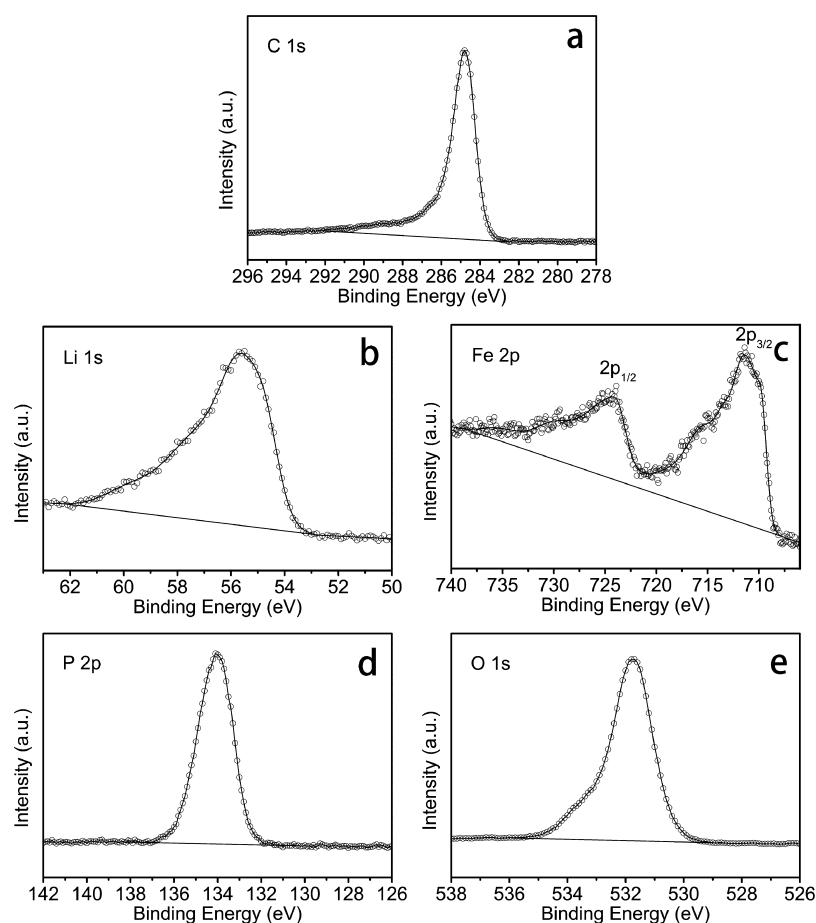 C 1s
a
Intensity (a.u.)
296 294 292 290 288 286 284 282 280 278
Binding Energy (eV)
Li 1s
b
Intensity (a.u.)
62 60 58 56 54 52 50
Binding Energy (eV)
Fe 2p
2p1/2
2p3/2
c
Intensity (a.u.)
740 735 730 725 720 715 710
Binding Energy (eV)
P 2p
d
Intensity (a.u.)
142 140 138 136 134 132 130 128 126
Binding Energy (eV)
O 1s
e
Intensity (a.u.)
538 536 534 532 530 528 526
Binding Energy (eV)